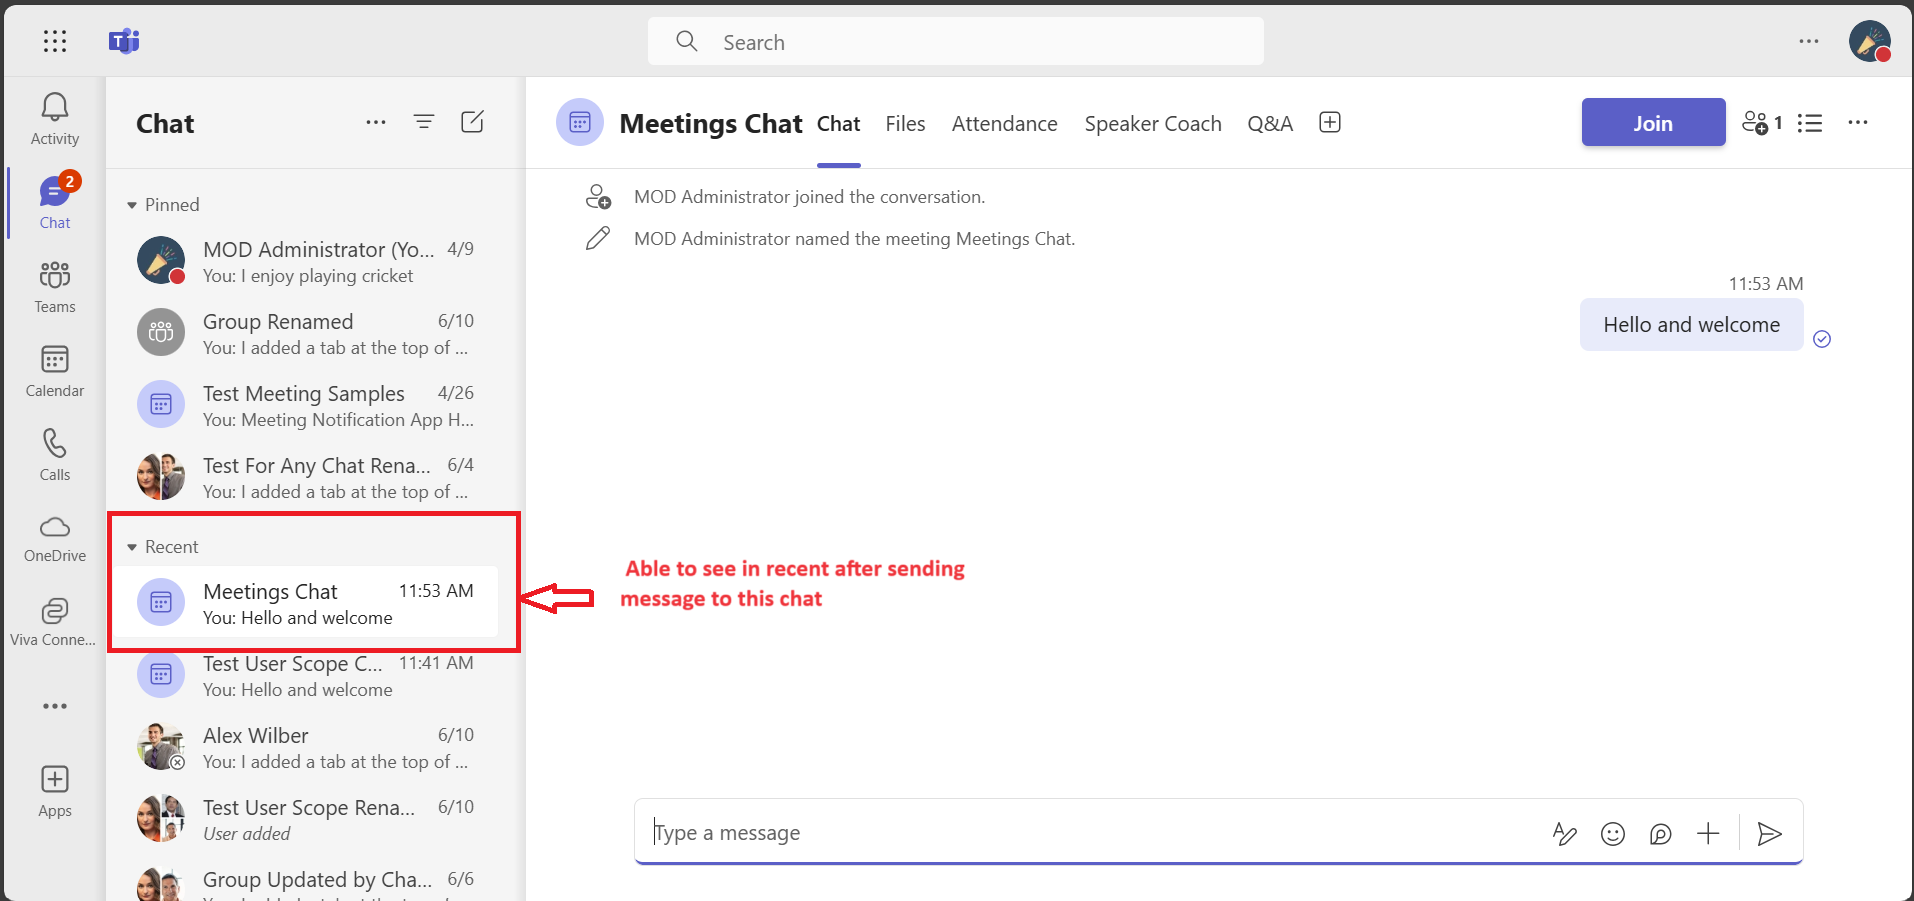 Search
Activity
2
Chat
Teams
Calendar
Calls
OneDrive
Viva Conne...
Apps
Chat
Pinned
MOD Administrator (Yo... 4/9
You: I enjoy playing cricket
Group Renamed 6/10
You: I added a tab at the top of ...
Test Meeting Samples 4/26
You: Meeting Notification App H...
Test For Any Chat Rena... 6/4
You: I added a tab at the top of ...
Recent
Meetings Chat 11:53 AM
You: Hello and welcome
Test User Scope C... 11:41 AM
You: Hello and welcome
Alex Wilber 6/10
You: I added a tab at the top of ...
Test User Scope Rena... 6/10
User added
Group Updated by Cha... 6/6
Meetings Chat Chat Files Attendance Speaker Coach Q&A Join 1
MOD Administrator joined the conversation.
MOD Administrator named the meeting Meetings Chat.
11:53 AM
Hello and welcome
Able to see in recent after sending
message to this chat
Type a message